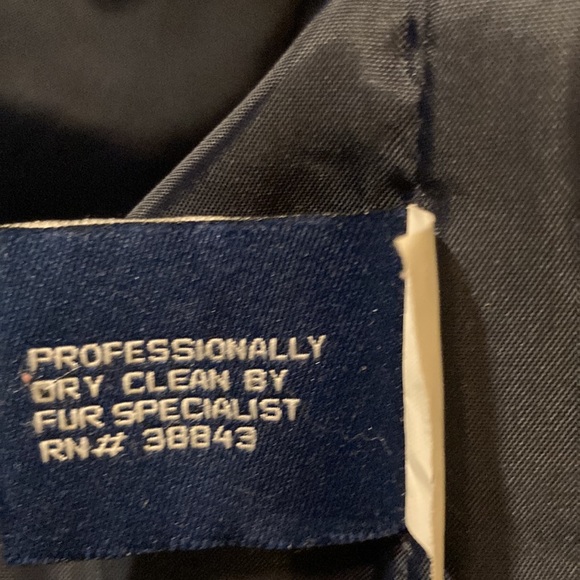 PROFESSIONALLY
DRY CLEAN BY
FUR SPECIALIST
RN# 38843